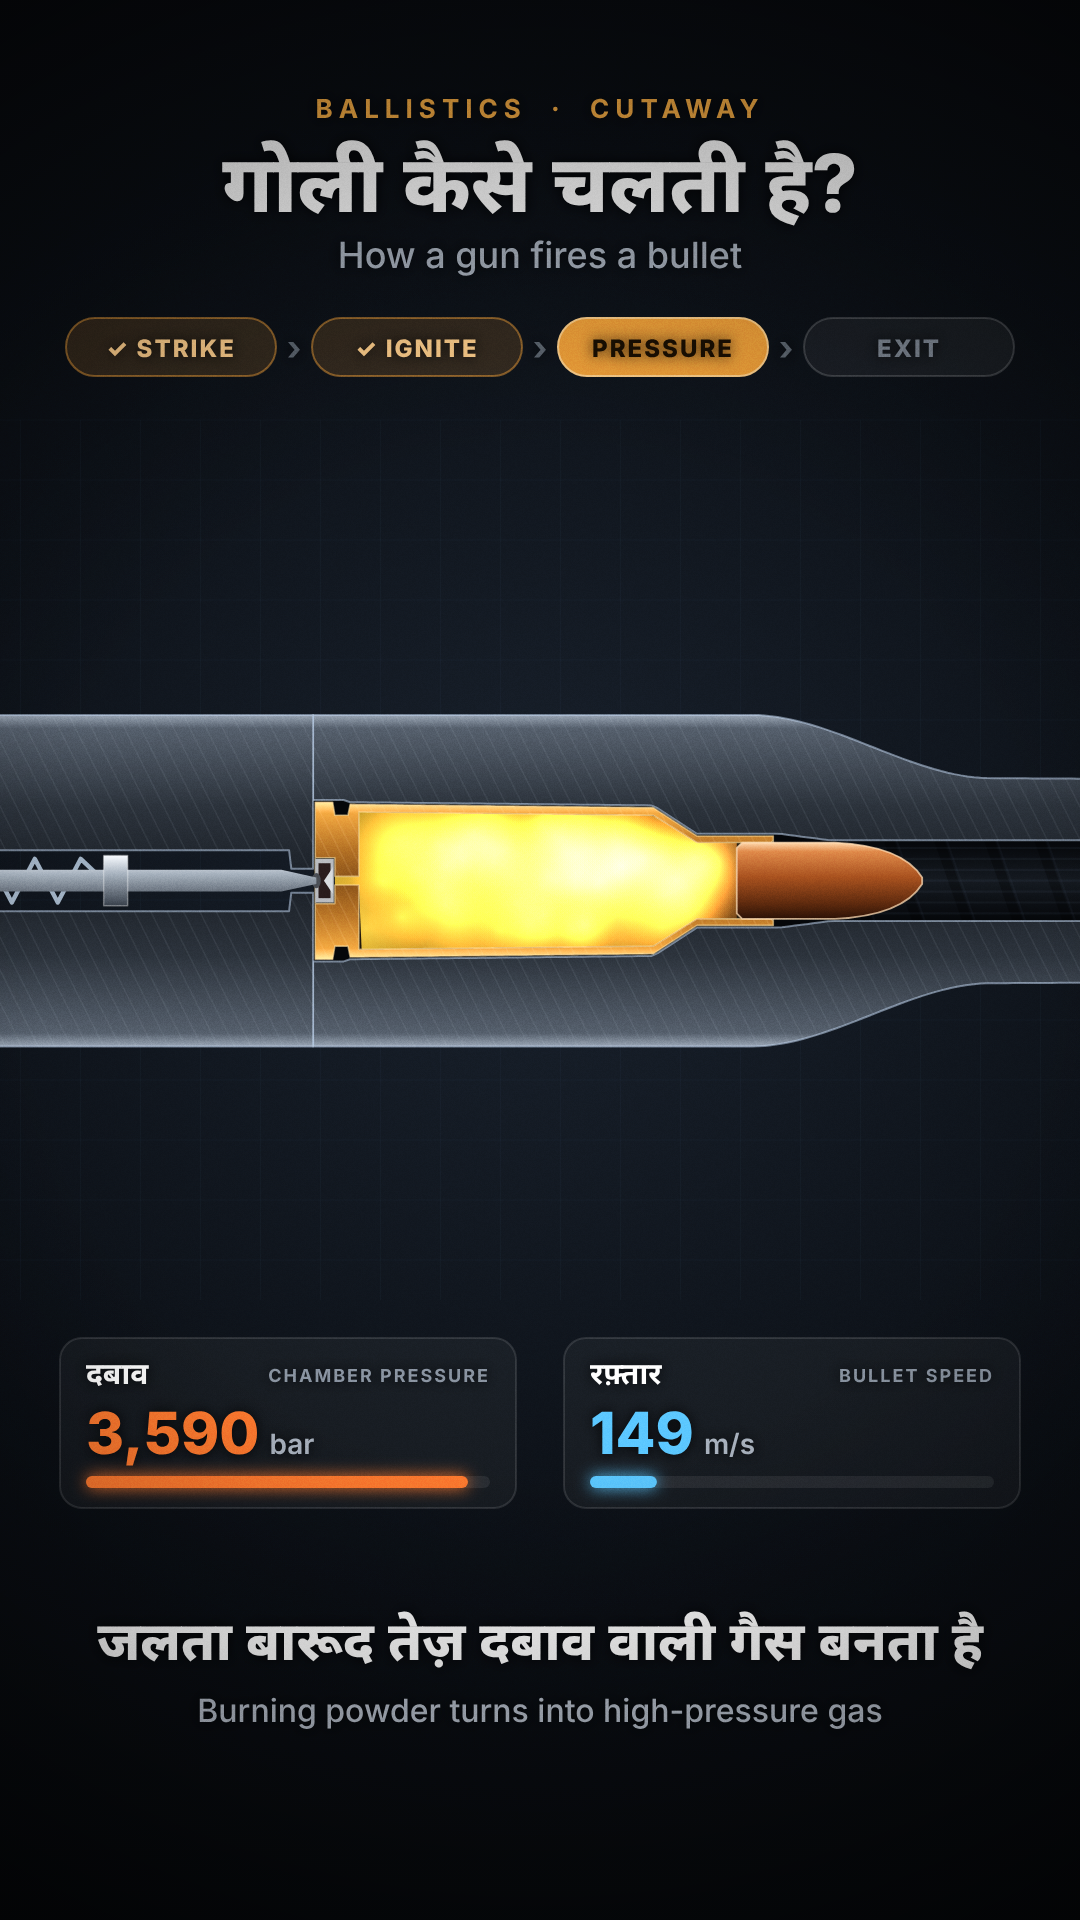 BALLISTICS · CUTAWAY
गोली कैसे चलती है?
How a gun fires a bullet
✓ STRIKE › ✓ IGNITE › PRESSURE › EXIT
दबाव CHAMBER PRESSURE
3,590 bar
रफ़्तार BULLET SPEED
149 m/s
जलता बारूद तेज़ दबाव वाली गैस बनता है
Burning powder turns into high-pressure gas